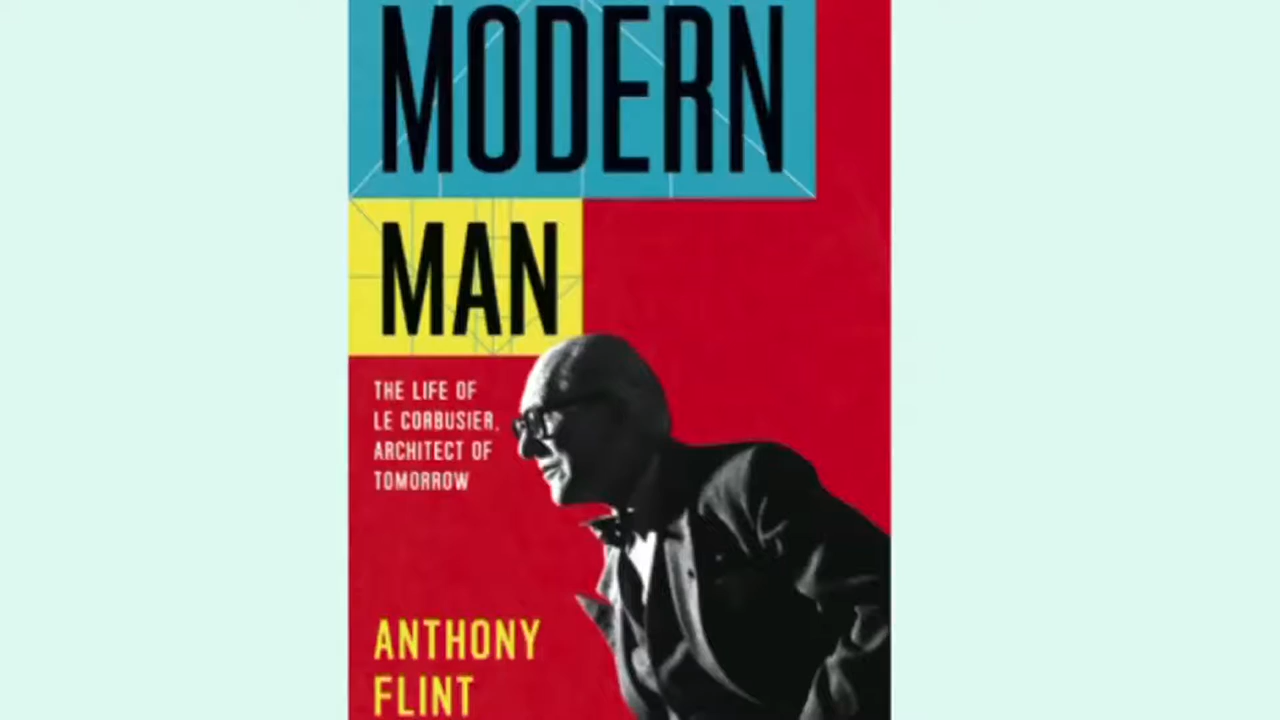 MODERN
MAN
THE LIFE OF
LE CORBUSIER,
ARCHITECT OF
TOMORROW
ANTHONY
FLINT